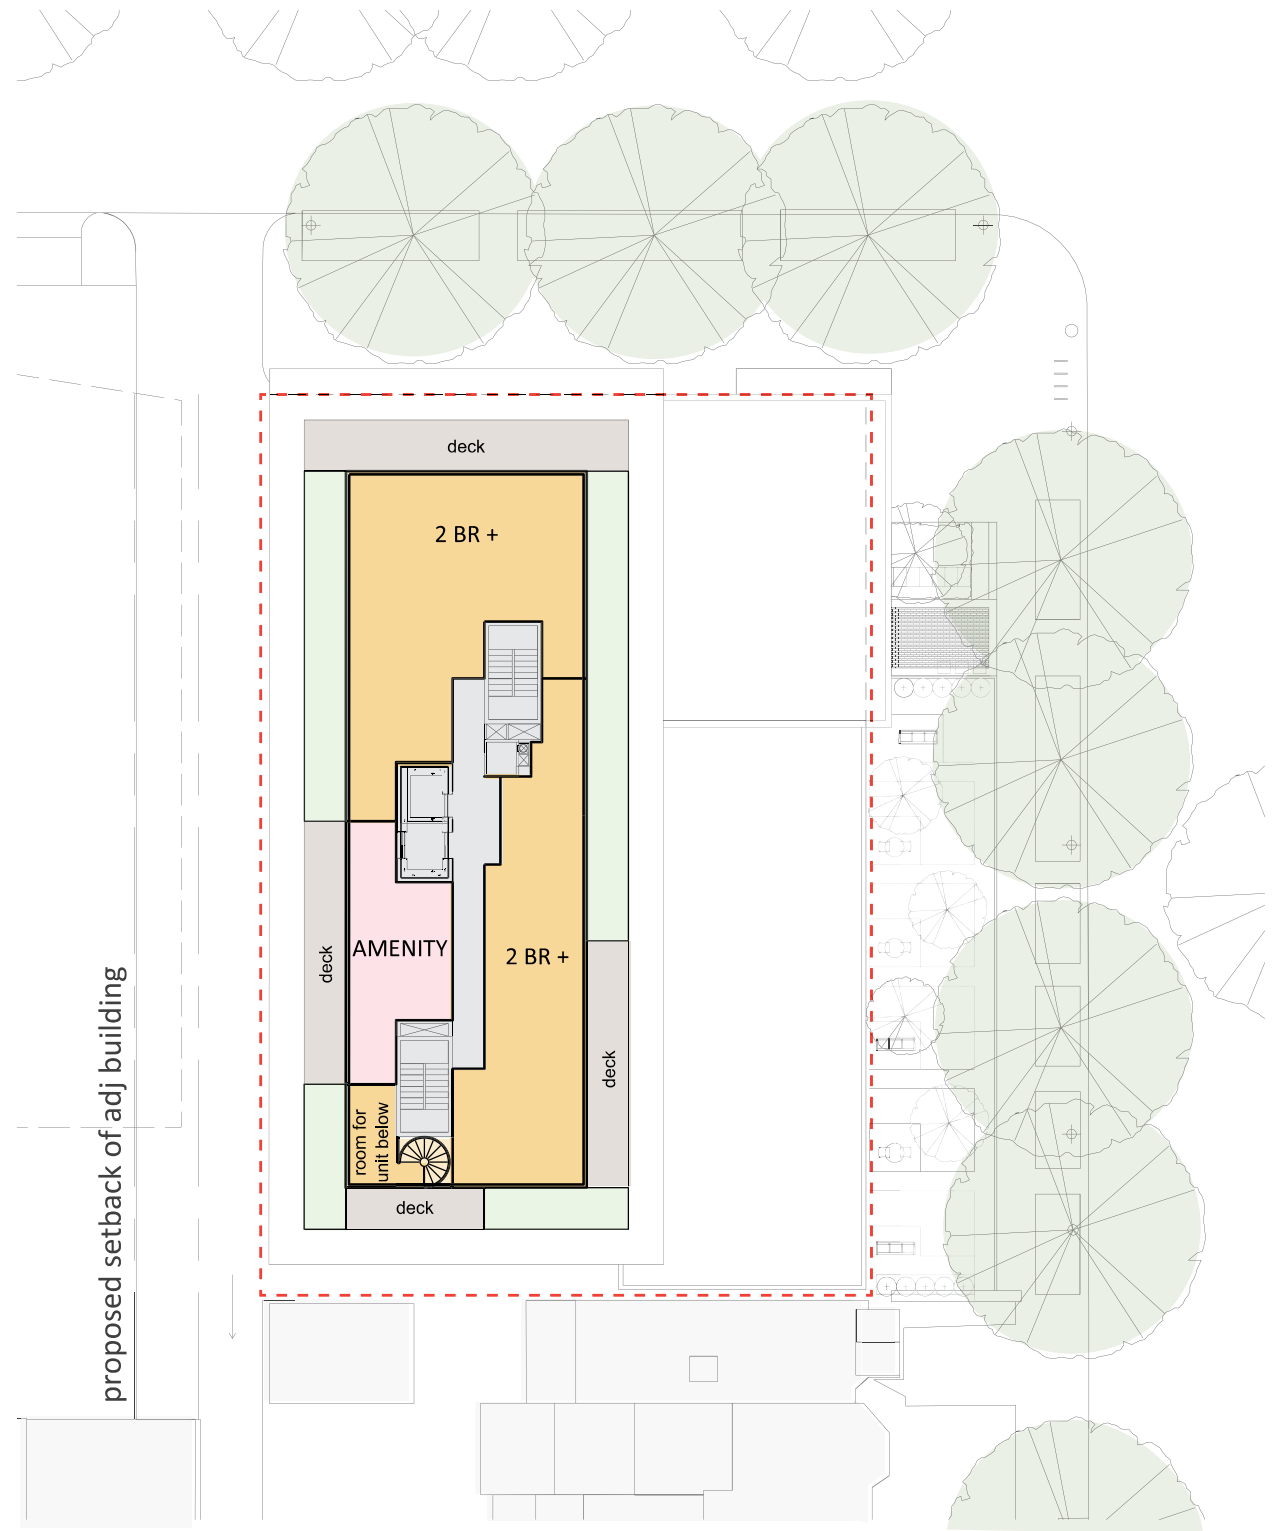 deck
2 BR +
AMENITY
2 BR +
deck
deck
room for
unit below
deck
proposed setback of adj building